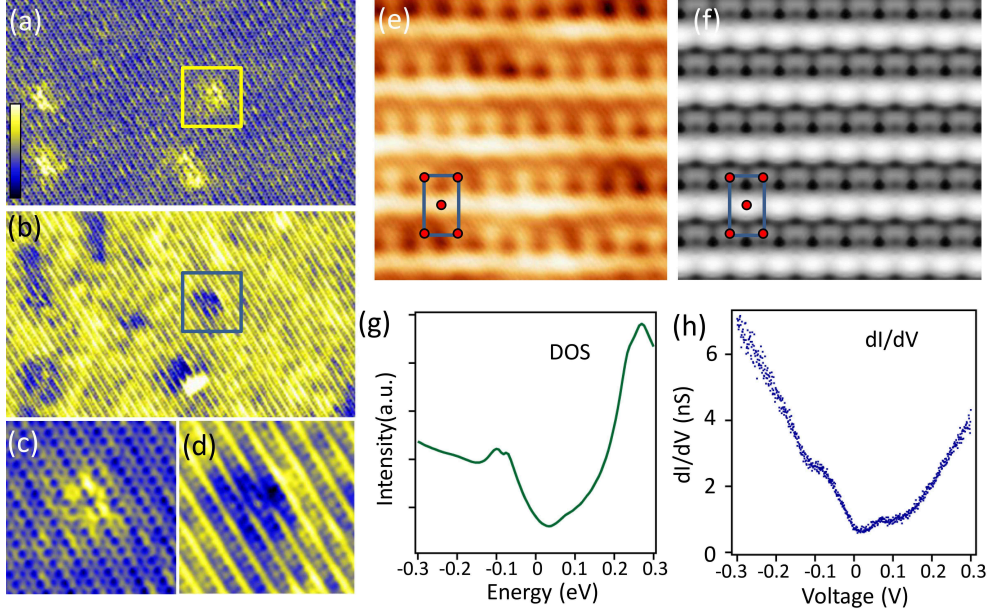 (a)
(b)
(c)
(d)
(e)
(f)
(g)
DOS
Intensity(a.u.)
-0.3 -0.2 -0.1 0 0.1 0.2 0.3
Energy (eV)
(h)
dI/dV
dI/dV (nS)
6
4
2
0
-0.3 -0.2 -0.1 0.0 0.1 0.2 0.3
Voltage (V)